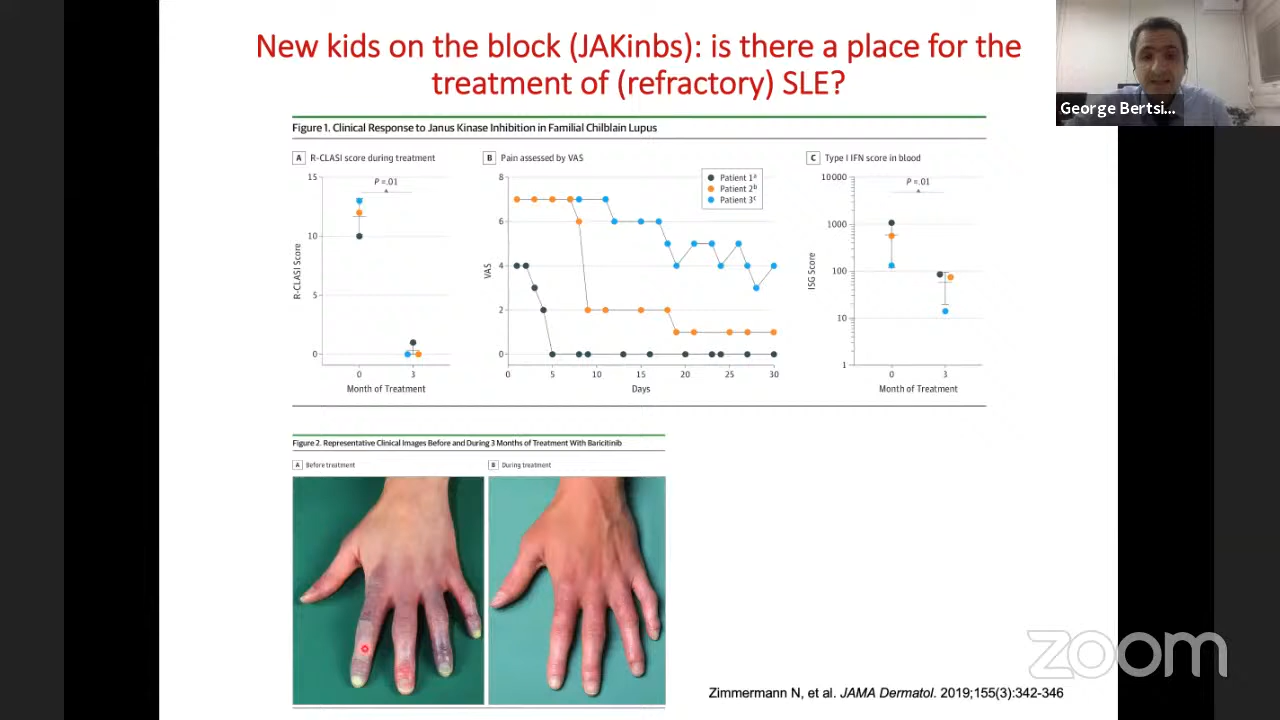 New kids on the block (JAKinbs): is there a place for the
treatment of (refractory) SLE?
George Bertsi...
Figure 1. Clinical Response to Janus Kinase Inhibition in Familial Chilblain Lupus
A R-CLASI score during treatment
15
10
5
0
R-CLASI Score
P = .01
0 3
Month of Treatment
B Pain assessed by VAS
8
6
4
2
0
VAS
Patient 1a
Patient 2b
Patient 3c
0 5 10 15 20 25 30
Days
C Type I IFN score in blood
10 000
1000
100
10
1
ISG Score
P = .01
0 3
Month of Treatment
Figure 2. Representative Clinical Images Before and During 3 Months of Treatment With Baricitinib
A Before treatment
B During treatment
Zimmermann N, et al. JAMA Dermatol. 2019;155(3):342-346
zoom